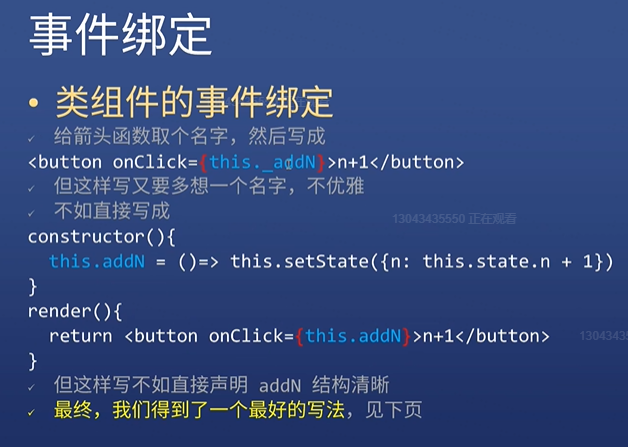 事件绑定
• 类组件的事件绑定
✓ 给箭头函数取个名字，然后写成
<button onClick={this._addN}>n+1</button>
✓ 但这样写又要多想一个名字，不优雅
✓ 不如直接写成
13043435550 正在观看
constructor(){
this.addN = ()=> this.setState({n: this.state.n + 1})
}
render(){
return <button onClick={this.addN}>n+1</button>
130434355
}
✓ 但这样写不如直接声明 addN 结构清晰
✓ 最终，我们得到了一个最好的写法，见下页